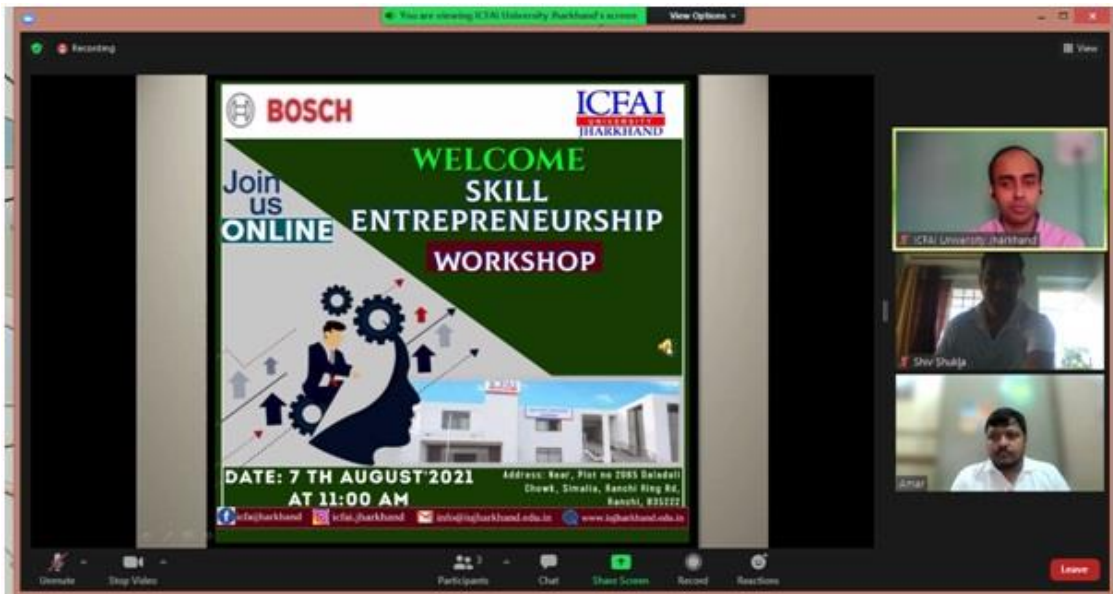 You are viewing ICFAI University Jharkhand's screen
View Options
Recording
View
BOSCH
ICFAI
UNIVERSITY
JHARKHAND
WELCOME
Join
us
ONLINE
SKILL
ENTREPRENEURSHIP
WORKSHOP
ICFAI
DATE: 7 TH AUGUST'2021
AT 11:00 AM
Address: Near, Plot no 2065 Daladali
Chowk, Simalia, Ranchi Ring Rd,
Ranchi, 835222
icfaijharkhand
icfai.jharkhand
info@iujharkhand.edu.in
www.iujharkhand.edu.in
ICFAI University Jharkhand
Shiv Shukla
Amar
Unmute
Stop Video
3
Participants
Chat
Share Screen
Record
Reactions
Leave